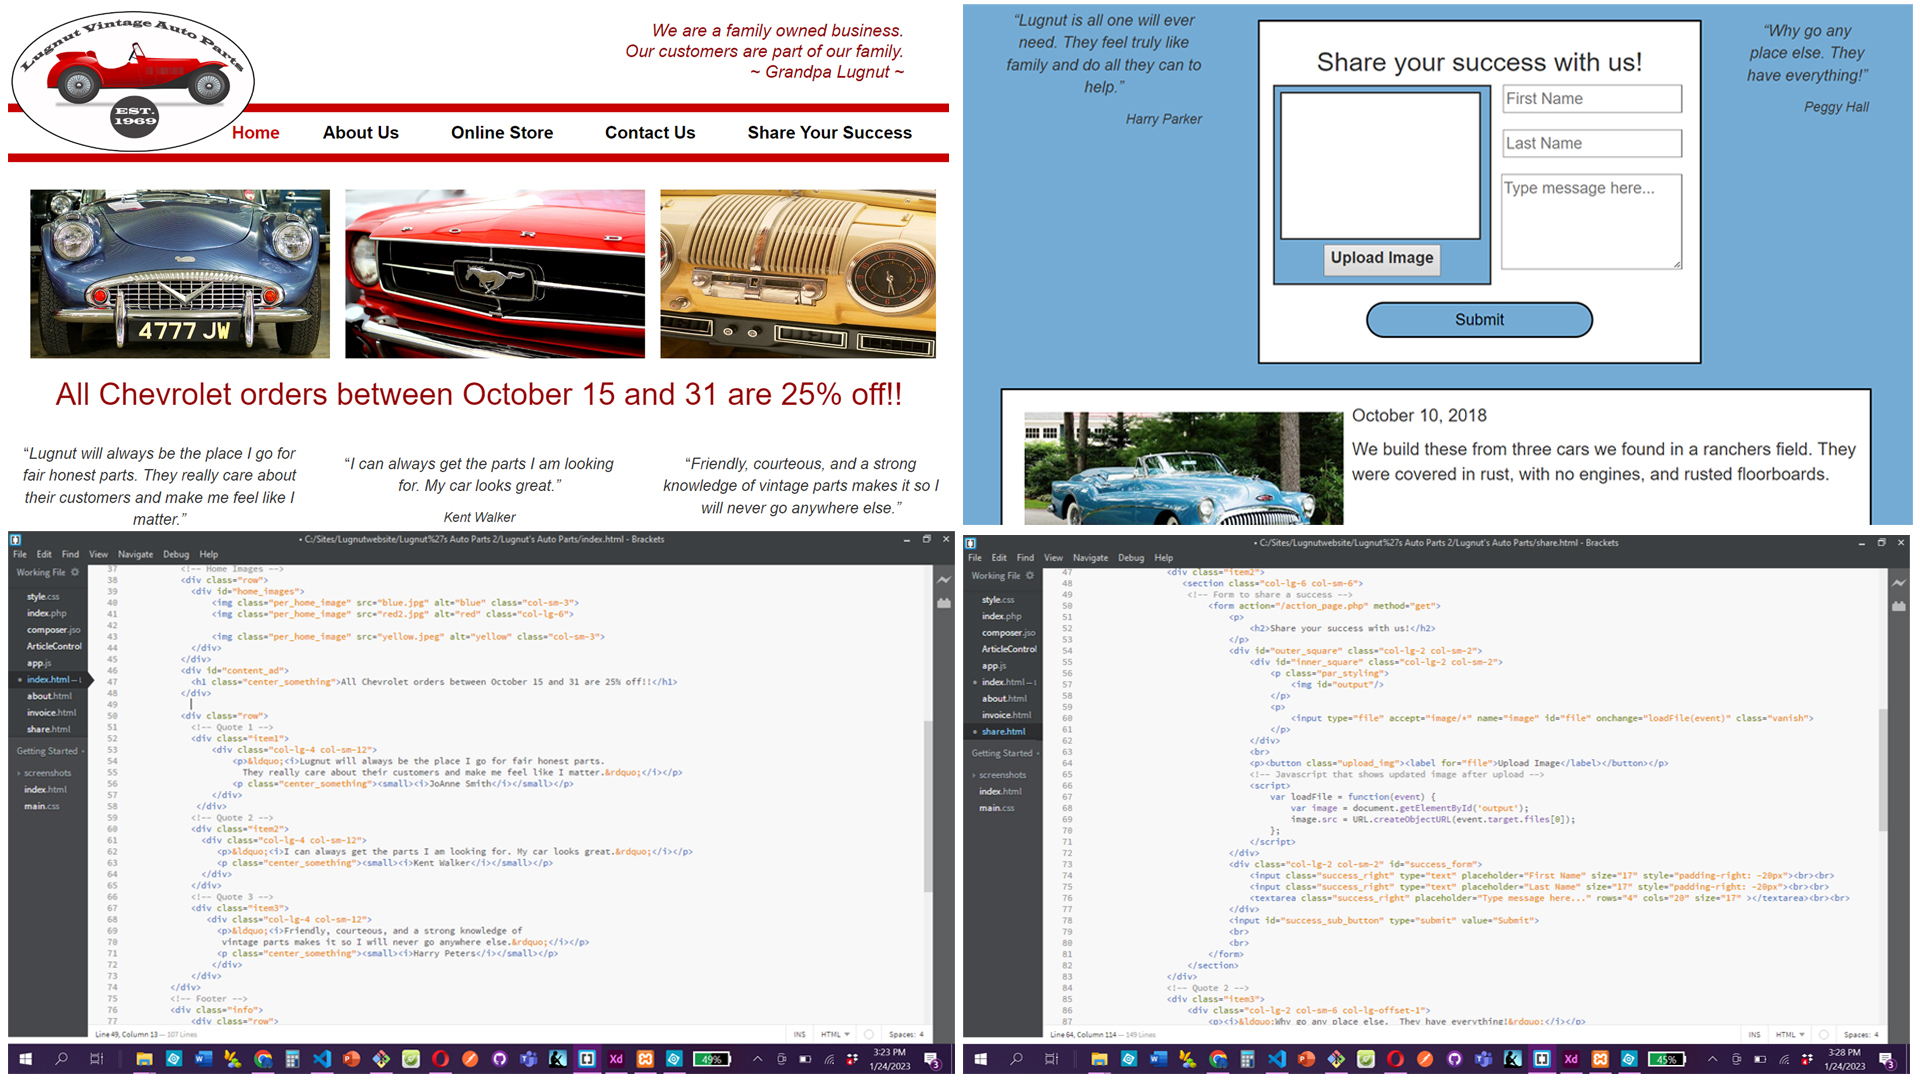 Lugnut Vintage Auto Parts
EST.
1969
We are a family owned business.
Our customers are part of our family.
~ Grandpa Lugnut ~
Home About Us Online Store Contact Us Share Your Success
4777 JW
FORD
All Chevrolet orders between October 15 and 31 are 25% off!!
“Lugnut will always be the place I go for
fair honest parts. They really care about
their customers and make me feel like I
matter.”
“I can always get the parts I am looking
for. My car looks great.”
Kent Walker
“Friendly, courteous, and a strong
knowledge of vintage parts makes it so I
will never go anywhere else.”
“Lugnut is all one will ever
need. They feel truly like
family and do all they can to
help.”
Harry Parker
Share your success with us!
First Name
Last Name
Type message here...
Upload Image
Submit
“Why go any
place else. They
have everything!”
Peggy Hall
October 10, 2018
We build these from three cars we found in a ranchers field. They
were covered in rust, with no engines, and rusted floorboards.
• C:/Sites/Lugnutwebsite/Lugnut%27s Auto Parts 2/Lugnut's Auto Parts/index.html - Brackets
File Edit Find View Navigate Debug Help
Working File
style.css
index.php
composer.jso
ArticleControl
app.js
index.html
about.html
invoice.html
share.html
Getting Started
screenshots
index.html
main.css
37 <!-- Home Images -->
38 <div class="row">
39 <div id="home_images">
40 <img class="per_home_image" src="blue.jpg" alt="blue" class="col-sm-3">
41 <img class="per_home_image" src="red2.jpg" alt="red" class="col-lg-6">
42
43 <img class="per_home_image" src="yellow.jpeg" alt="yellow" class="col-sm-3">
44 </div>
45 </div>
46 <div id="content_ad">
47 <h1 class="center_something">All Chevrolet orders between October 15 and 31 are 25% off!!</h1>
48 </div>
49
50 <div class="row">
51 <!-- Quote 1 -->
52 <div class="item1">
53 <div class="col-lg-4 col-sm-12">
54 <p>&ldquo;<i>Lugnut will always be the place I go for fair honest parts.
55 They really care about their customers and make me feel like I matter.&rdquo;</i></p>
56 <p class="center_something"><small><i>JoAnne Smith</i></small></p>
57 </div>
58 </div>
59 <!-- Quote 2 -->
60 <div class="item2">
61 <div class="col-lg-4 col-sm-12">
62 <p>&ldquo;<i>I can always get the parts I am looking for. My car looks great.&rdquo;</i></p>
63 <p class="center_something"><small><i>Kent Walker</i></small></p>
64 </div>
65 </div>
66 <!-- Quote 3 -->
67 <div class="item3">
68 <div class="col-lg-4 col-sm-12">
69 <p>&ldquo;<i>Friendly, courteous, and a strong knowledge of
70 vintage parts makes it so I will never go anywhere else.&rdquo;</i></p>
71 <p class="center_something"><small><i>Harry Peters</i></small></p>
72 </div>
73 </div>
74 </div>
75 <!-- Footer -->
76 <div class="info">
77 <div class="row">
Line 49, Column 13 — 107 Lines
INS HTML Spaces: 4
49%
3:23 PM
1/24/2023
3
• C:/Sites/Lugnutwebsite/Lugnut%27s Auto Parts 2/Lugnut's Auto Parts/share.html - Brackets
File Edit Find View Navigate Debug Help
Working File
style.css
index.php
composer.jso
ArticleControl
app.js
index.html
about.html
invoice.html
share.html
Getting Started
screenshots
index.html
main.css
47 <div class="item2">
48 <section class="col-lg-6 col-sm-6">
49 <!-- Form to share a success -->
50 <form action="/action_page.php" method="get">
51 <p>
52 <h2>Share your success with us!</h2>
53 </p>
54 <div id="outer_square" class="col-lg-2 col-sm-2">
55 <div id="inner_square" class="col-lg-2 col-sm-2">
56 <p class="par_styling">
57 <img id="output"/>
58 </p>
59 <p>
60 <input type="file" accept="image/*" name="image" id="file" onchange="loadFile(event)" class="vanish">
61 </p>
62 </div>
63 <br>
64 <p><button class="upload_img"><label for="file">Upload Image</label></button></p>
65 <!-- Javascript that shows updated image after upload -->
66 <script>
67 var loadFile = function(event) {
68 var image = document.getElementById('output');
69 image.src = URL.createObjectURL(event.target.files[0]);
70 };
71 </script>
72 </div>
73 <div class="col-lg-2 col-sm-2" id="success_form">
74 <input class="success_right" type="text" placeholder="First Name" size="17" style="padding-right: -20px"><br><br>
75 <input class="success_right" type="text" placeholder="Last Name" size="17" style="padding-right: -20px"><br><br>
76 <textarea class="success_right" placeholder="Type message here..." rows="4" cols="20" size="17" ></textarea><br><br>
77 </div>
78 <input id="success_sub_button" type="submit" value="Submit">
79 <br>
80 <br>
81 </form>
82 </section>
83 </div>
84 <!-- Quote 2 -->
85 <div class="item3">
86 <div class="col-lg-2 col-sm-6 col-lg-offset-1">
87 <p><i>&ldquo;Why go any place else. They have everything!&rdquo;</i></p>
Line 64, Column 114 — 149 Lines
INS HTML Spaces: 4
45%
3:28 PM
1/24/2023
3